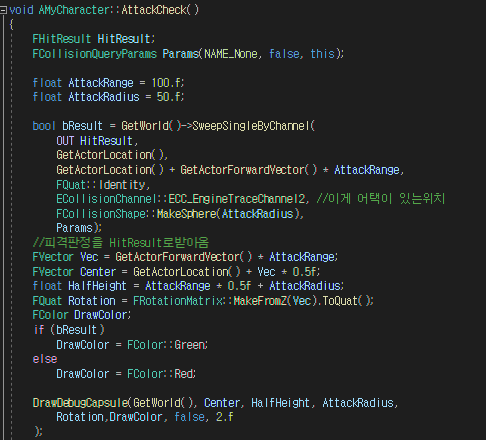 void AMyCharacter::AttackCheck()
{
FHitResult HitResult;
FCollisionQueryParams Params(NAME_None, false, this);
float AttackRange = 100.f;
float AttackRadius = 50.f;
bool bResult = GetWorld()->SweepSingleByChannel(
OUT HitResult,
GetActorLocation(),
GetActorLocation() + GetActorForwardVector() * AttackRange,
FQuat::Identity,
ECollisionChannel::ECC_EngineTraceChannel2, //이게 어택이 있는위치
FCollisionShape::MakeSphere(AttackRadius),
Params);
//피격판정을 HitResult로받아옴
FVector Vec = GetActorForwardVector() * AttackRange;
FVector Center = GetActorLocation() + Vec * 0.5f;
float HalfHeight = AttackRange * 0.5f + AttackRadius;
FQuat Rotation = FRotationMatrix::MakeFromZ(Vec).ToQuat();
FColor DrawColor;
if (bResult)
DrawColor = FColor::Green;
else
DrawColor = FColor::Red;
DrawDebugCapsule(GetWorld(), Center, HalfHeight, AttackRadius,
Rotation,DrawColor, false, 2.f
);